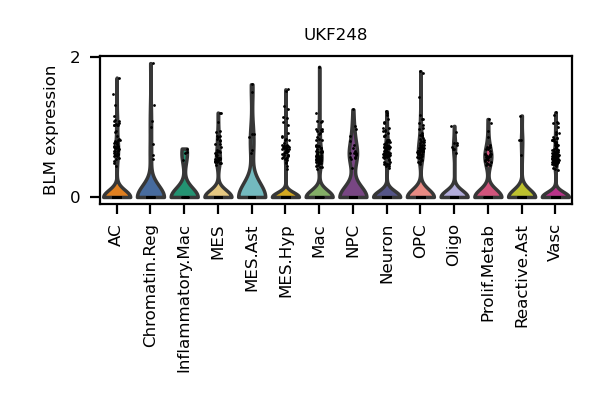 UKF248
BLM expression
2
0
AC
Chromatin.Reg
Inflammatory.Mac
MES
MES.Ast
MES.Hyp
Mac
NPC
Neuron
OPC
Oligo
Prolif.Metab
Reactive.Ast
Vasc